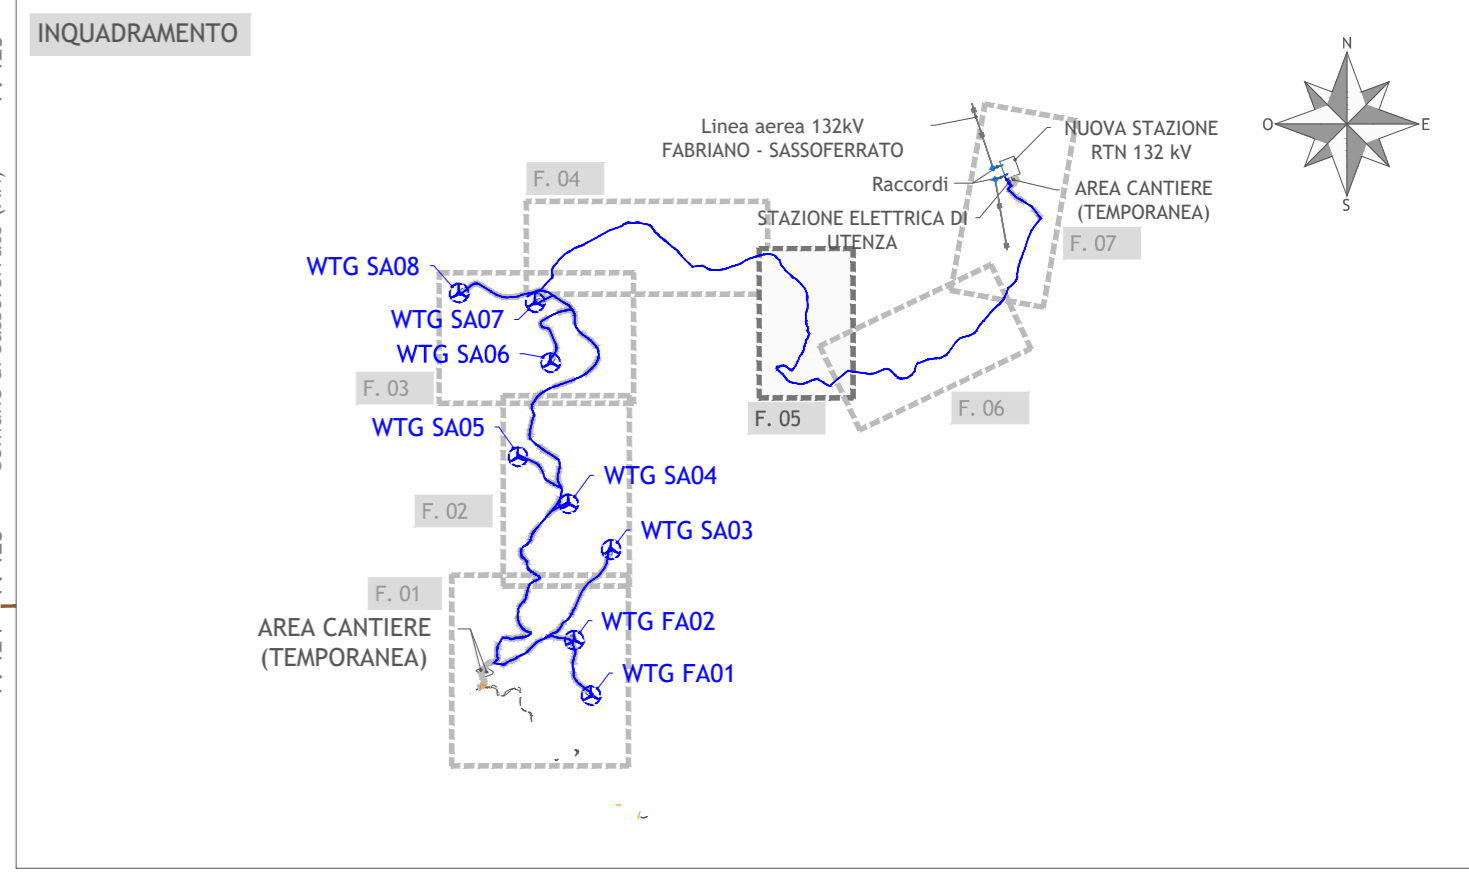 INQUADRAMENTO
N
O
E
S
Linea aerea 132kV
FABRIANO - SASSOFERRATO
NUOVA STAZIONE
RTN 132 kV
Raccordi
AREA CANTIERE
(TEMPORANEA)
STAZIONE ELETTRICA DI
UTENZA
F. 04
F. 07
WTG SA08
WTG SA07
WTG SA06
F. 03
F. 05
F. 06
WTG SA05
WTG SA04
F. 02
WTG SA03
F. 01
AREA CANTIERE
(TEMPORANEA)
WTG FA02
WTG FA01